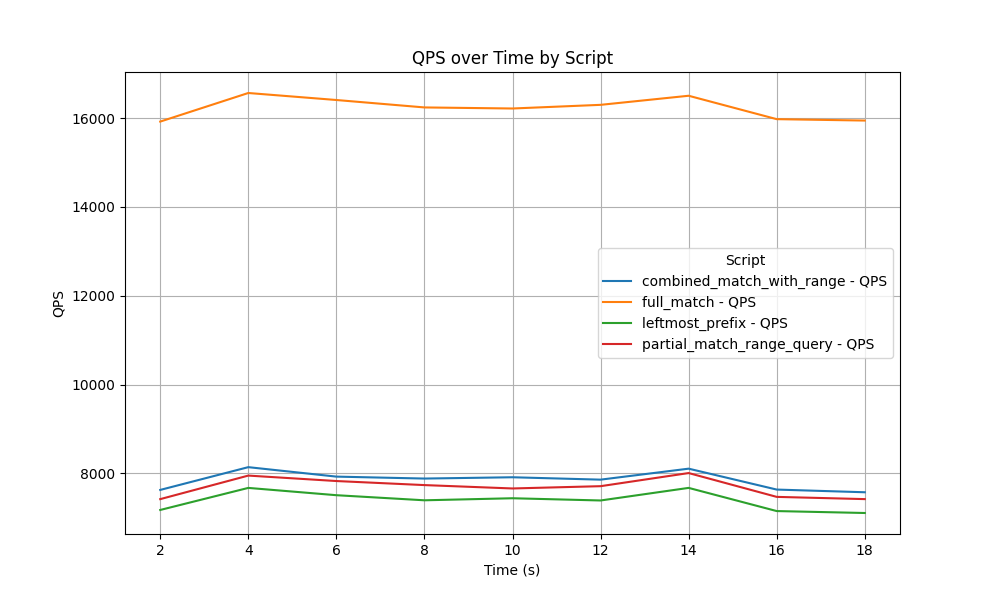 QPS over Time by Script
QPS
16000
14000
12000
10000
8000
Script
combined_match_with_range - QPS
full_match - QPS
leftmost_prefix - QPS
partial_match_range_query - QPS
2 4 6 8 10 12 14 16 18
Time (s)